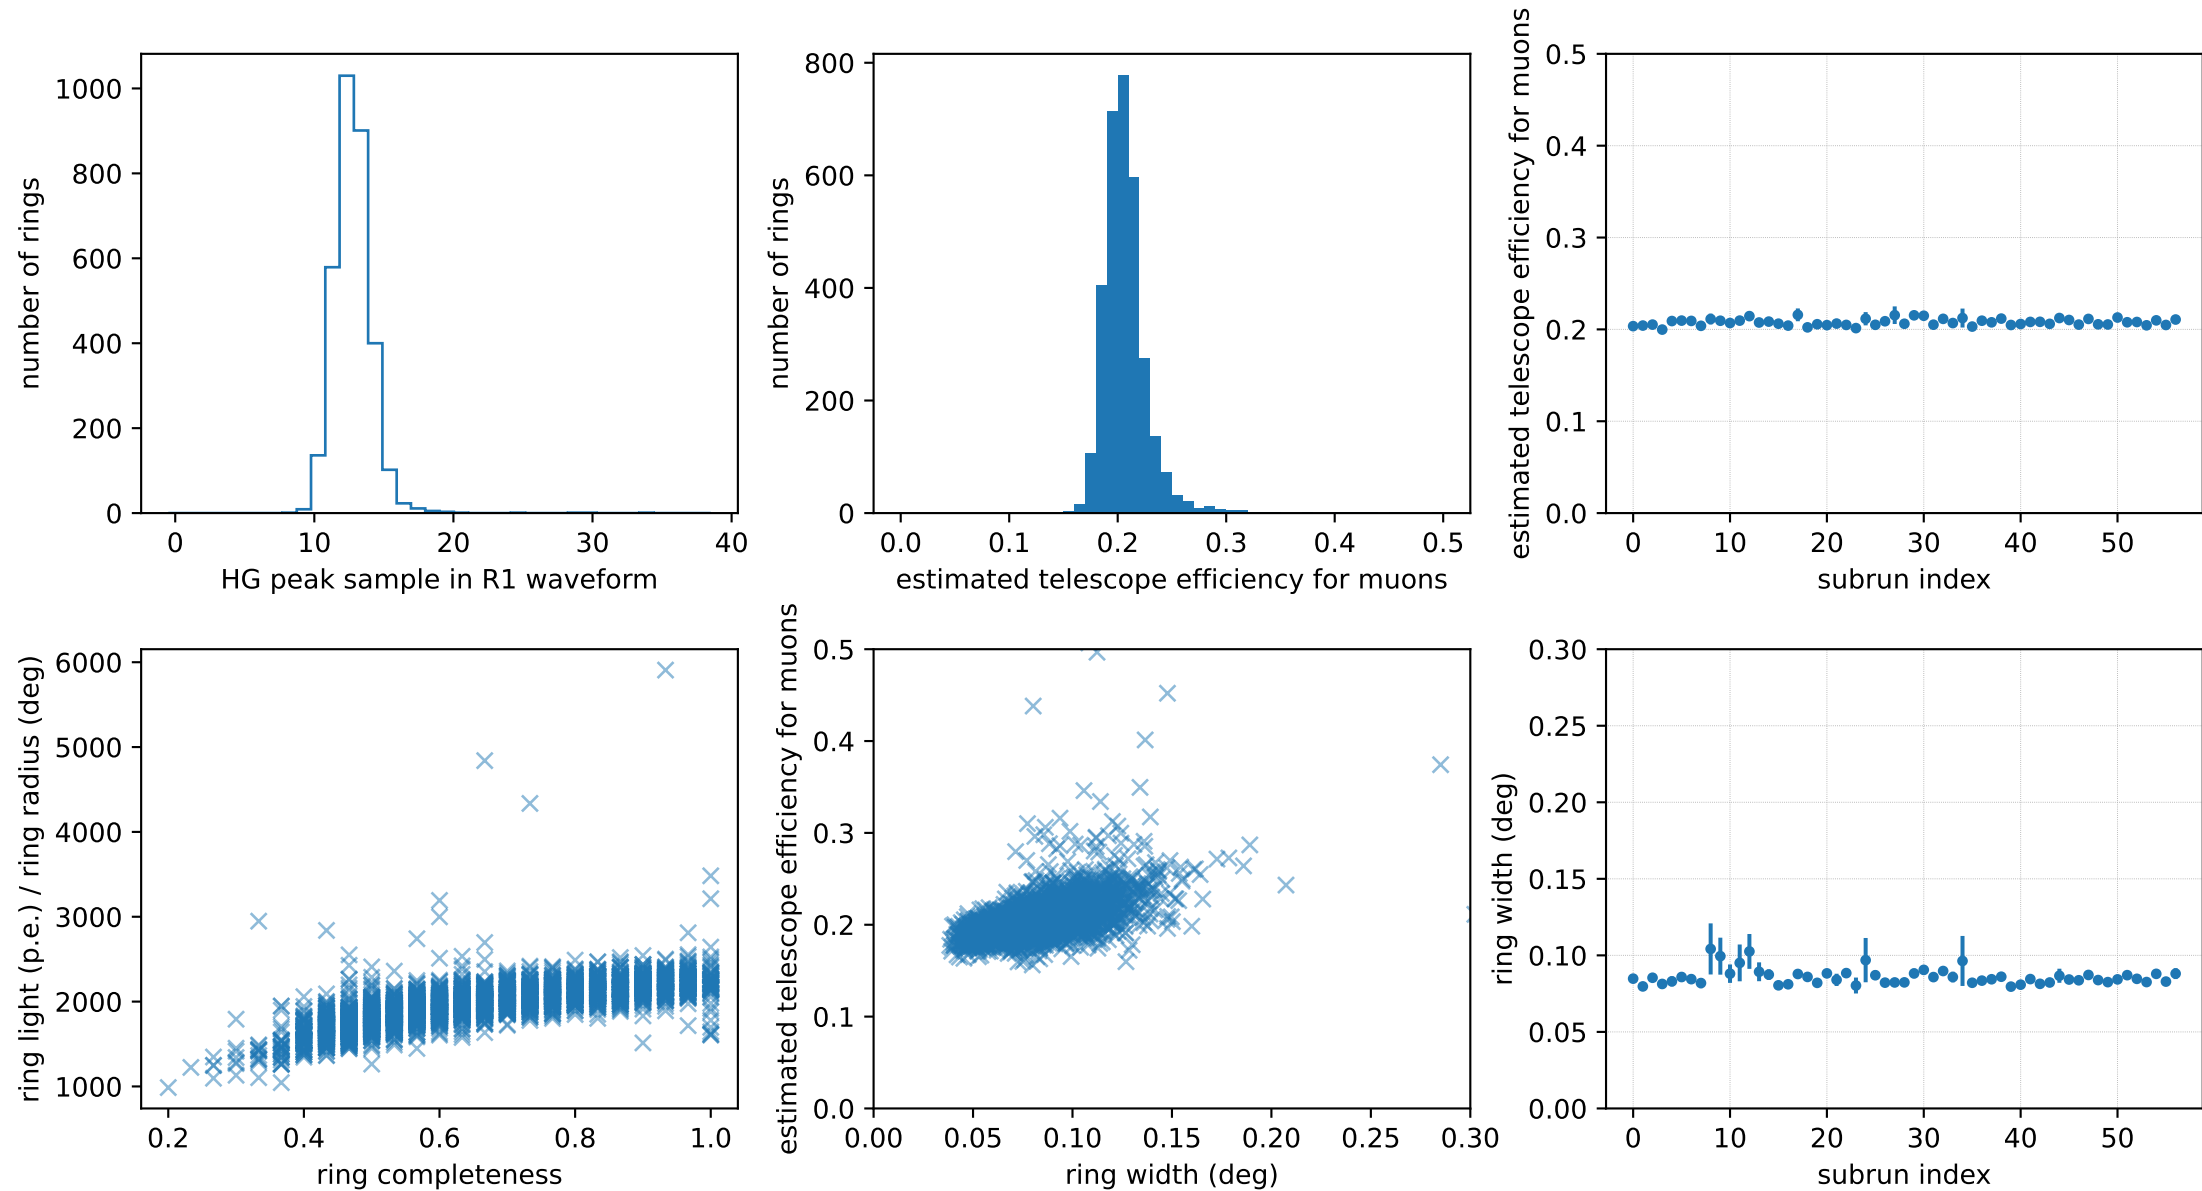 1000
800
600
400
200
0
number of rings
0 10 20 30 40
HG peak sample in R1 waveform
800
600
400
200
0
number of rings
0.0 0.1 0.2 0.3 0.4 0.5
estimated telescope efficiency for muons
0.5
0.4
0.3
0.2
0.1
0.0
estimated telescope efficiency for muons
0 10 20 30 40 50
subrun index
6000
5000
4000
3000
2000
1000
ring light (p.e.) / ring radius (deg)
0.2 0.4 0.6 0.8 1.0
ring completeness
0.5
0.4
0.3
0.2
0.1
0.0
estimated telescope efficiency for muons
0.00 0.05 0.10 0.15 0.20 0.25 0.30
ring width (deg)
0.30
0.25
0.20
0.15
0.10
0.05
0.00
ring width (deg)
0 10 20 30 40 50
subrun index